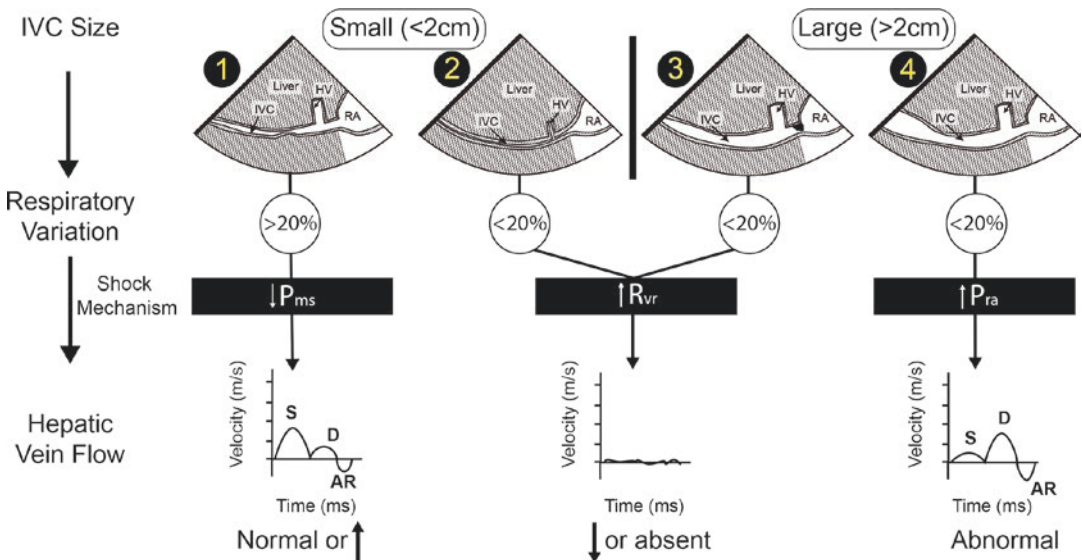 IVC Size
Small (<2cm)
Large (>2cm)
1
2
3
4
Liver
HV
IVC
RA
Liver
HV
IVC
RA
Liver
HV
IVC
RA
Liver
HV
IVC
RA
Respiratory
Variation
>20%
<20%
<20%
<20%
Shock
Mechanism
↓Pms
↑Rvr
↑Pra
Hepatic
Vein Flow
Velocity (m/s)
S
D
AR
Time (ms)
Velocity (m/s)
Time (ms)
Velocity (m/s)
S
D
AR
Time (ms)
Normal or ↑
↓ or absent
Abnormal